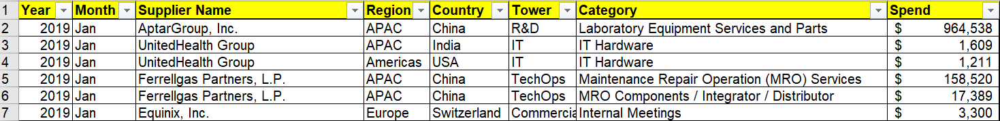 1 Year Month Supplier Name Region Country Tower Category Spend
2 2019 Jan AptarGroup, Inc. APAC China R&D Laboratory Equipment Services and Parts $ 964,538
3 2019 Jan UnitedHealth Group APAC India IT IT Hardware $ 1,609
4 2019 Jan UnitedHealth Group Americas USA IT IT Hardware $ 1,211
5 2019 Jan Ferrellgas Partners, L.P. APAC China TechOps Maintenance Repair Operation (MRO) Services $ 158,520
6 2019 Jan Ferrellgas Partners, L.P. APAC China TechOps MRO Components / Integrator / Distributor $ 17,389
7 2019 Jan Equinix, Inc. Europe Switzerland Commercia Internal Meetings $ 3,300